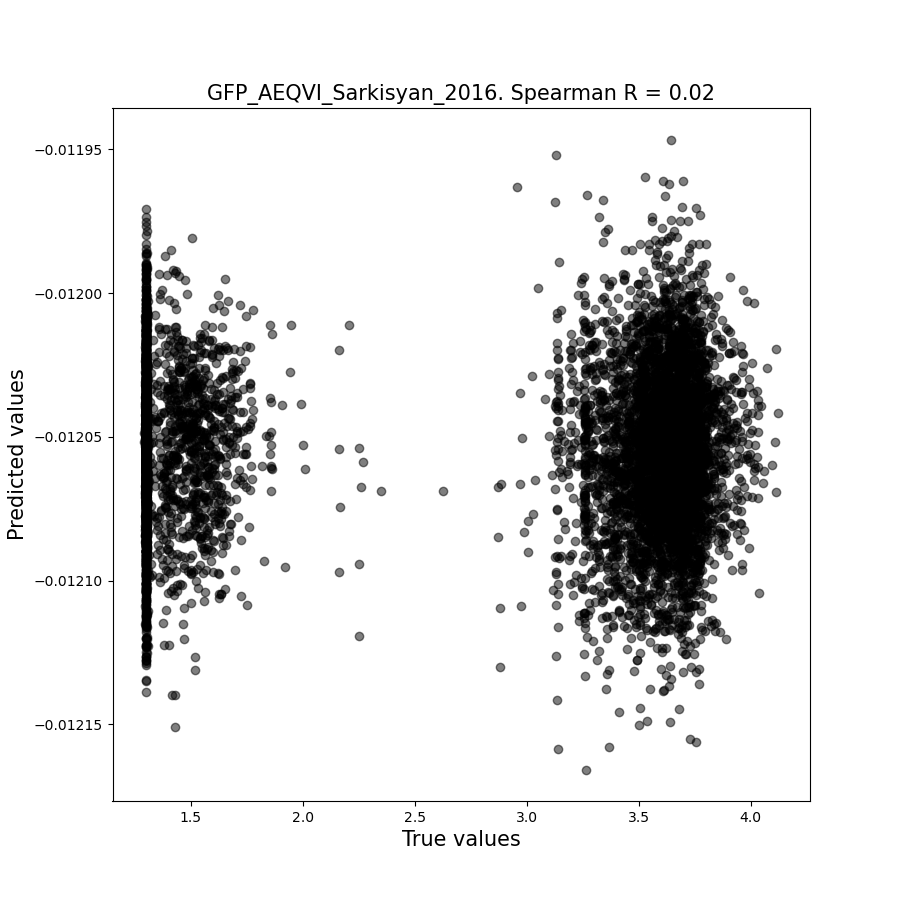 GFP_AEQVI_Sarkisyan_2016. Spearman R = 0.02
−0.01195
−0.01200
−0.01205
−0.01210
−0.01215
Predicted values
1.5 2.0 2.5 3.0 3.5 4.0
True values